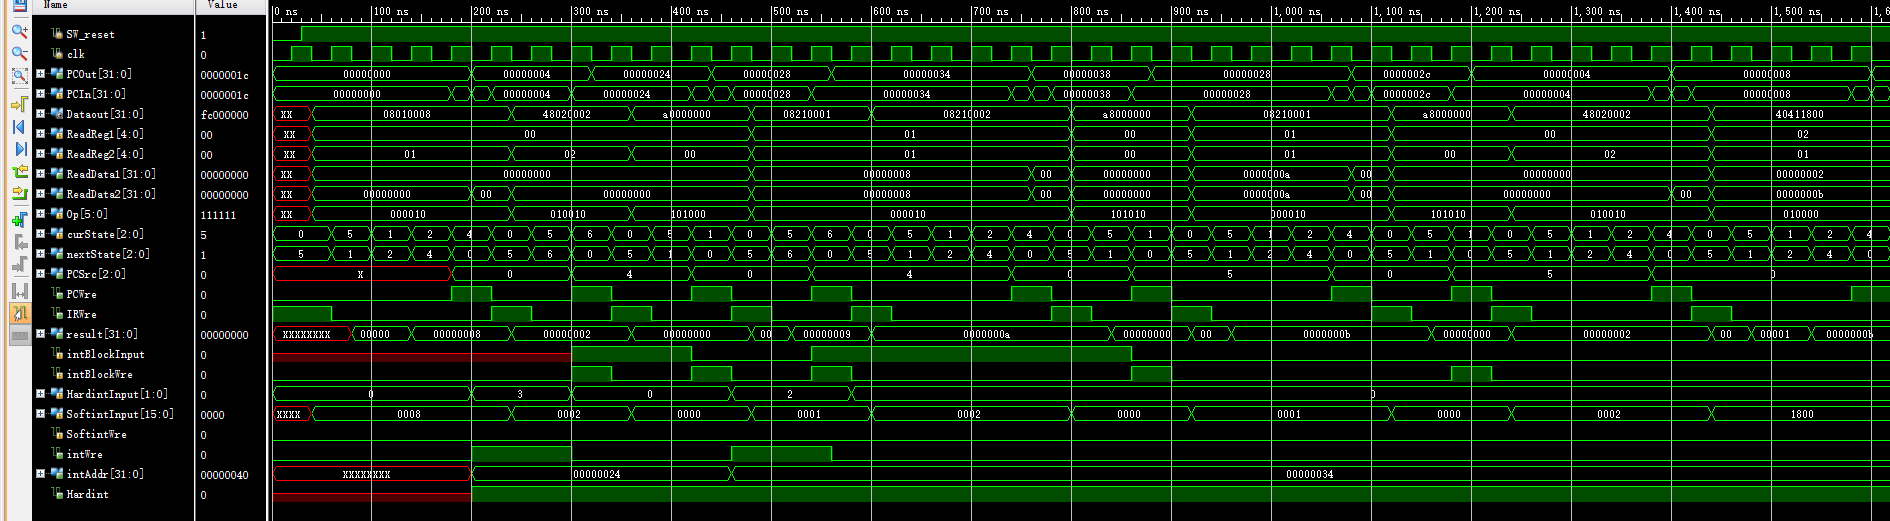 Name Value 0 ns 100 ns 200 ns 300 ns 400 ns 500 ns 600 ns 700 ns 800 ns 900 ns 1,000 ns 1,100 ns 1,200 ns 1,300 ns 1,400 ns 1,500 ns
SW_reset 1
clk 0
PCOut[31:0] 0000001c 00000000 00000004 00000024 00000028 00000034 00000038 00000028 0000002c 00000004 00000008
PCIn[31:0] 0000001c 00000000 00000004 00000024 00000028 00000034 00000038 00000028 0000002c 00000004 00000008
Dataout[31:0] fc000000 XX 08010008 48020002 a0000000 08210001 08210002 a8000000 08210001 a8000000 48020002 40411800
ReadReg1[4:0] 00 XX 00 01 00 01 00 02
ReadReg2[4:0] 00 XX 01 02 00 01 00 01 00 02 01
ReadData1[31:0] 00000000 XX 00000000 00000008 00 00000000 0000000a 00 00000000 00000002
ReadData2[31:0] 00000000 XX 00000000 00 00000000 00000008 00 00000000 0000000a 00 00000000 00 0000000b
Op[5:0] 111111 XX 000010 010010 101000 000010 101010 000010 101010 010010 010000
curState[2:0] 5 0 5 1 2 4 0 5 6 0 5 1 0 5 6 0 5 1 2 4 0 5 1 0 5 1 2 4 0 5 1 0 5 1 2 4 0 5 1 2 4
nextState[2:0] 1 5 1 2 4 0 5 6 0 5 1 0 5 6 0 5 1 2 4 0 5 1 0 5 1 2 4 0 5 1 0 5 1 2 4 0 5 1 2 4 0
PCSrc[2:0] 0 X 0 4 0 4 0 5 0 5 0
PCWre 0
IRWre 0
result[31:0] 00000000 XXXXXXXX 00000 00000008 00000002 00000000 00 00000009 0000000a 00000000 00 0000000b 00000000 00000002 00 00001 0000000b
intBlockInput 0
intBlockWre 0
HardintInput[1:0] 0 0 3 0 2 0
SoftintInput[15:0] 0000 XXXX 0008 0002 0000 0001 0002 0000 0001 0000 0002 1800
SoftintWre 0
intWre 0
intAddr[31:0] 00000040 XXXXXXXX 00000024 00000034
Hardint 0